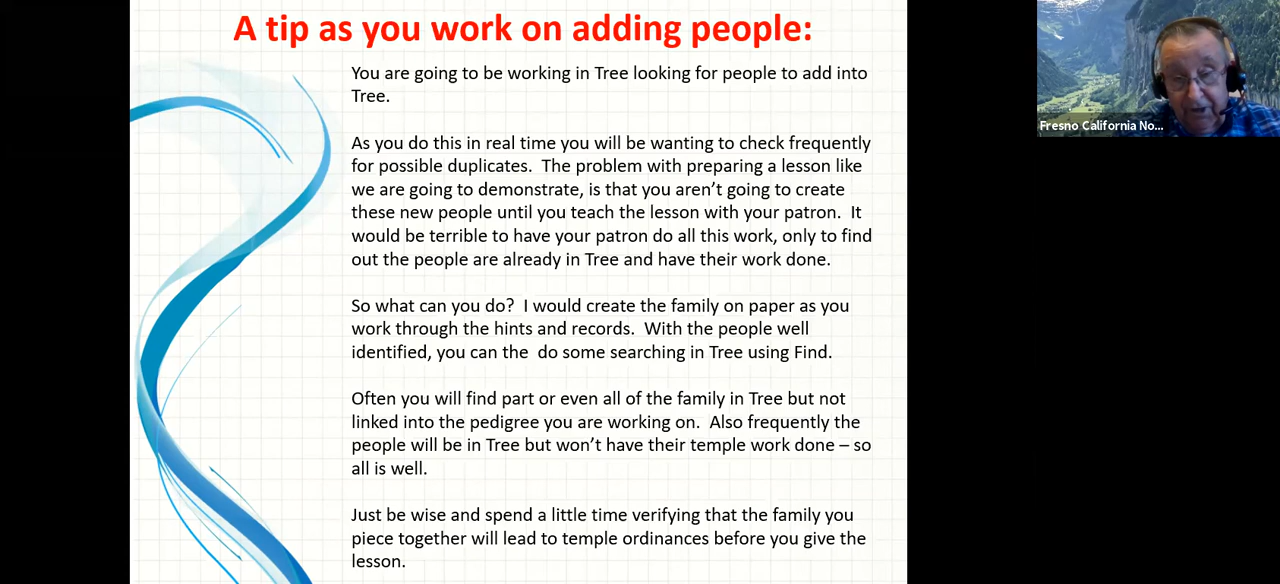 A tip as you work on adding people:
You are going to be working in Tree looking for people to add into
Tree.
As you do this in real time you will be wanting to check frequently
for possible duplicates.  The problem with preparing a lesson like
we are going to demonstrate, is that you aren’t going to create
these new people until you teach the lesson with your patron.  It
would be terrible to have your patron do all this work, only to find
out the people are already in Tree and have their work done.
So what can you do?  I would create the family on paper as you
work through the hints and records.  With the people well
identified, you can the  do some searching in Tree using Find.
Often you will find part or even all of the family in Tree but not
linked into the pedigree you are working on.  Also frequently the
people will be in Tree but won’t have their temple work done – so
all is well.
Just be wise and spend a little time verifying that the family you
piece together will lead to temple ordinances before you give the
lesson.
Fresno California No...